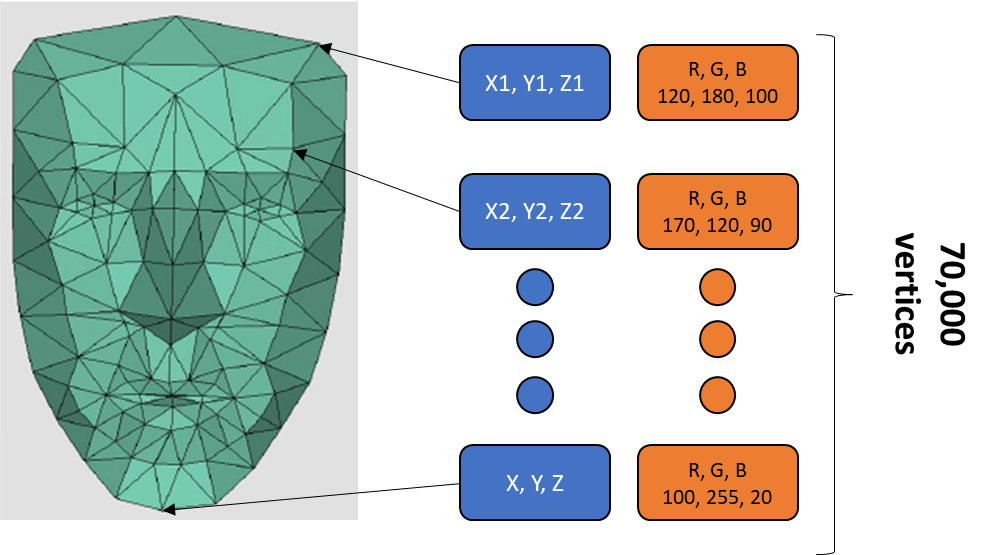 X1, Y1, Z1
R, G, B
120, 180, 100
X2, Y2, Z2
R, G, B
170, 120, 90
X, Y, Z
R, G, B
100, 255, 20
70,000
vertices